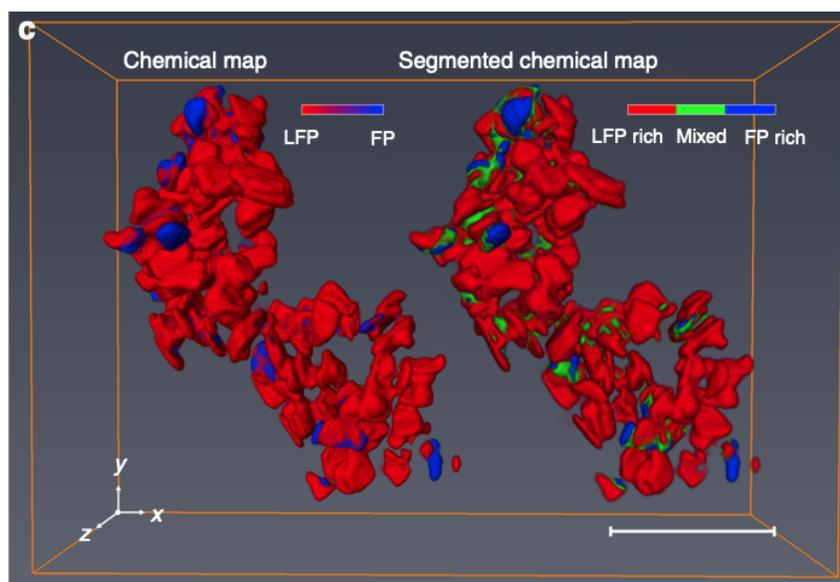 c
Chemical map
Segmented chemical map
LFP FP
LFP rich Mixed FP rich
y
x
z